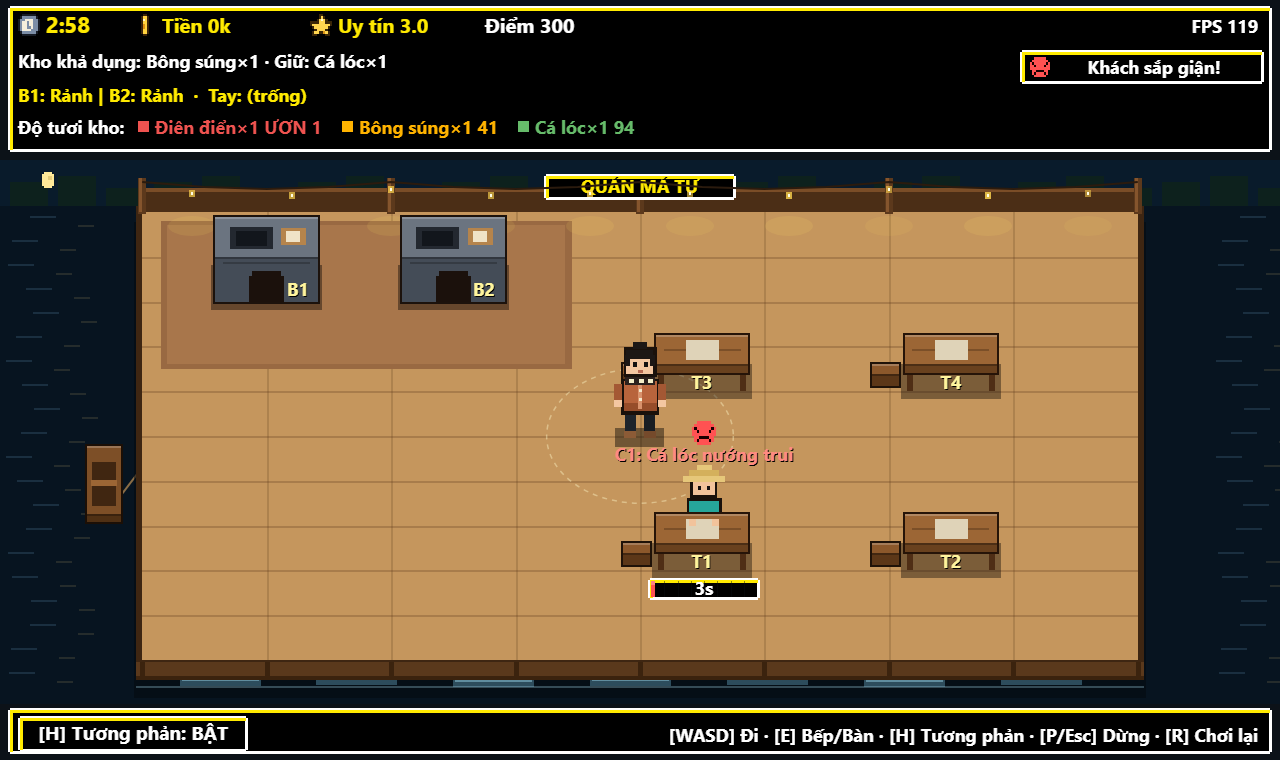 2:58 Tiền 0k Uy tín 3.0 Điểm 300 FPS 119
Kho khả dụng: Bông súng×1 · Giữ: Cá lóc×1
Khách sắp giận!
B1: Rảnh | B2: Rảnh · Tay: (trống)
Độ tươi kho: Điên điển×1 ƯƠN 1 Bông súng×1 41 Cá lóc×1 94
QUÁN MÁ TƯ
B1 B2
T3 T4
C1: Cá lóc nướng trui
T1 T2
3s
[H] Tương phản: BẬT [WASD] Đi · [E] Bếp/Bàn · [H] Tương phản · [P/Esc] Dừng · [R] Chơi lại